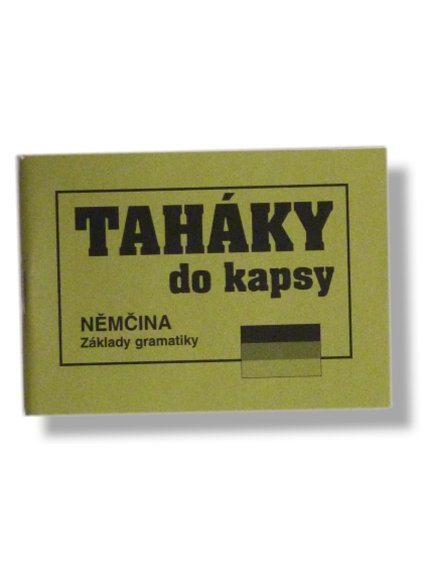 TAHÁKY
do kapsy
NĚMČINA
Základy gramatiky